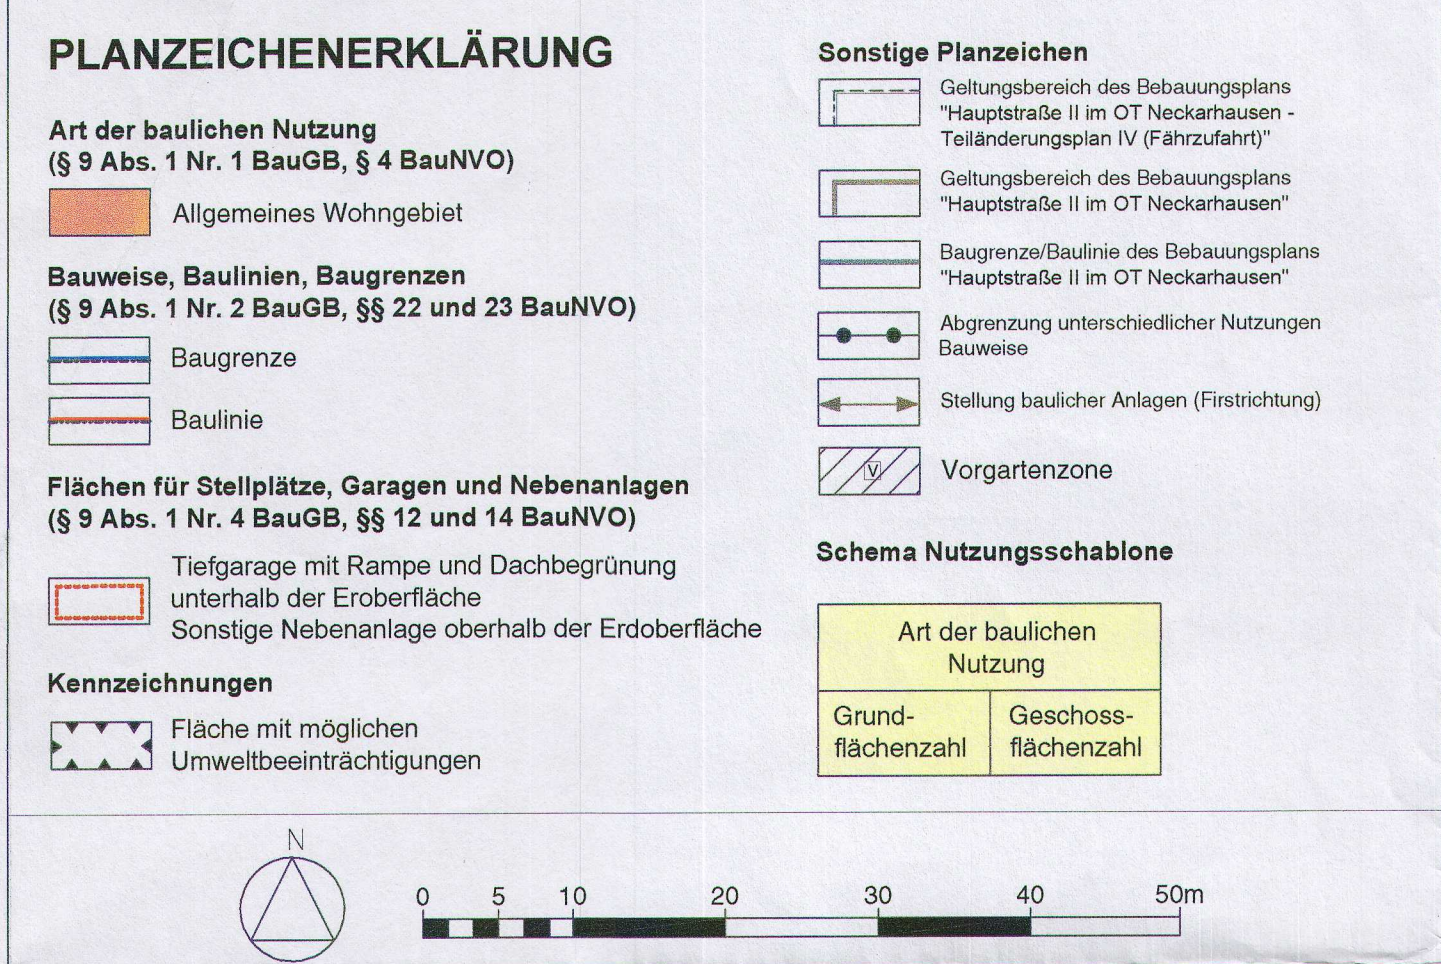 PLANZEICHENERKLÄRUNG
Art der baulichen Nutzung
(§ 9 Abs. 1 Nr. 1 BauGB, § 4 BauNVO)
Allgemeines Wohngebiet
Bauweise, Baulinien, Baugrenzen
(§ 9 Abs. 1 Nr. 2 BauGB, §§ 22 und 23 BauNVO)
Baugrenze
Baulinie
Flächen für Stellplätze, Garagen und Nebenanlagen
(§ 9 Abs. 1 Nr. 4 BauGB, §§ 12 und 14 BauNVO)
Tiefgarage mit Rampe und Dachbegrünung
unterhalb der Eroberfläche
Sonstige Nebenanlage oberhalb der Erdoberfläche
Kennzeichnungen
Fläche mit möglichen
Umweltbeeinträchtigungen
Sonstige Planzeichen
Geltungsbereich des Bebauungsplans
"Hauptstraße II im OT Neckarhausen -
Teiländerungsplan IV (Fährzufahrt)"
Geltungsbereich des Bebauungsplans
"Hauptstraße II im OT Neckarhausen"
Baugrenze/Baulinie des Bebauungsplans
"Hauptstraße II im OT Neckarhausen"
Abgrenzung unterschiedlicher Nutzungen
Bauweise
Stellung baulicher Anlagen (Firstrichtung)
V
Vorgartenzone
Schema Nutzungsschablone
Art der baulichen
Nutzung
Grund-
flächenzahl
Geschoss-
flächenzahl
N
0 5 10 20 30 40 50m